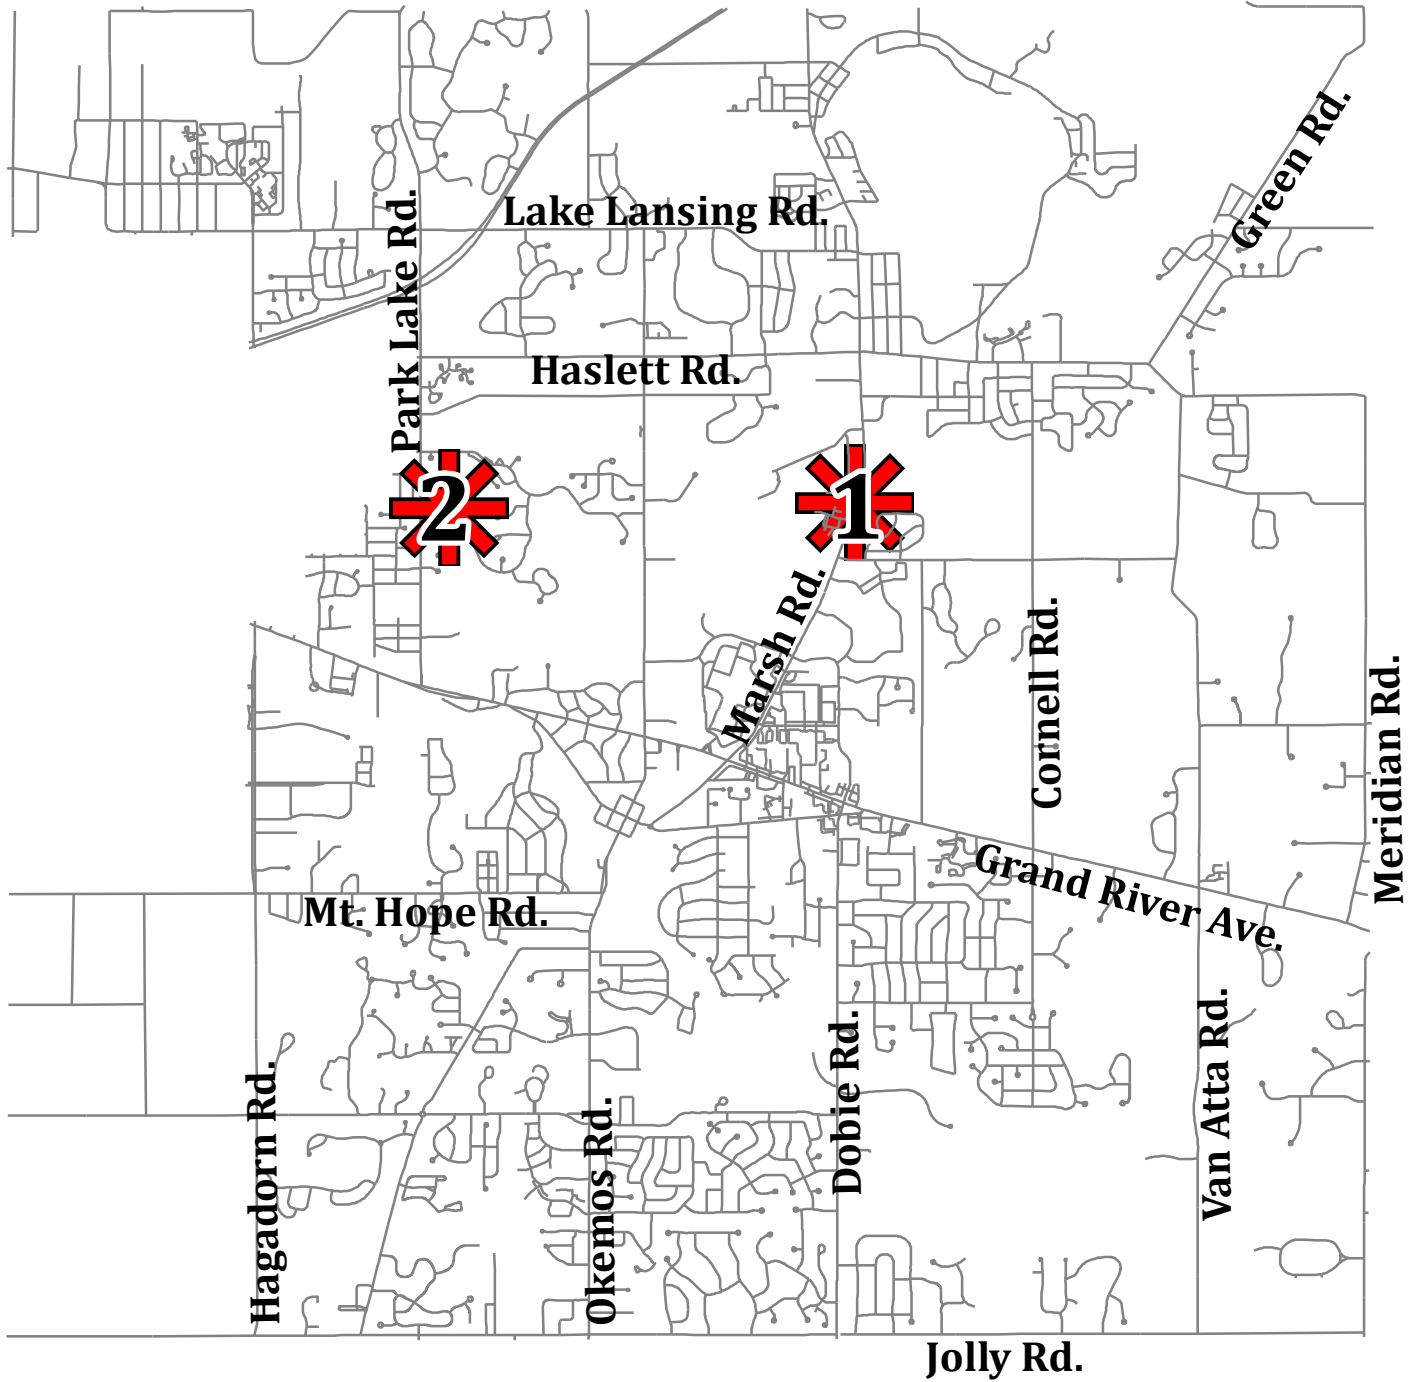 Green Rd.
Lake Lansing Rd.
Park Lake Rd.
Haslett Rd.
2
1
Marsh Rd.
Cornell Rd.
Meridian Rd.
Grand River Ave.
Mt. Hope Rd.
Hagadorn Rd.
Okemos Rd.
Dobie Rd.
Van Atta Rd.
Jolly Rd.